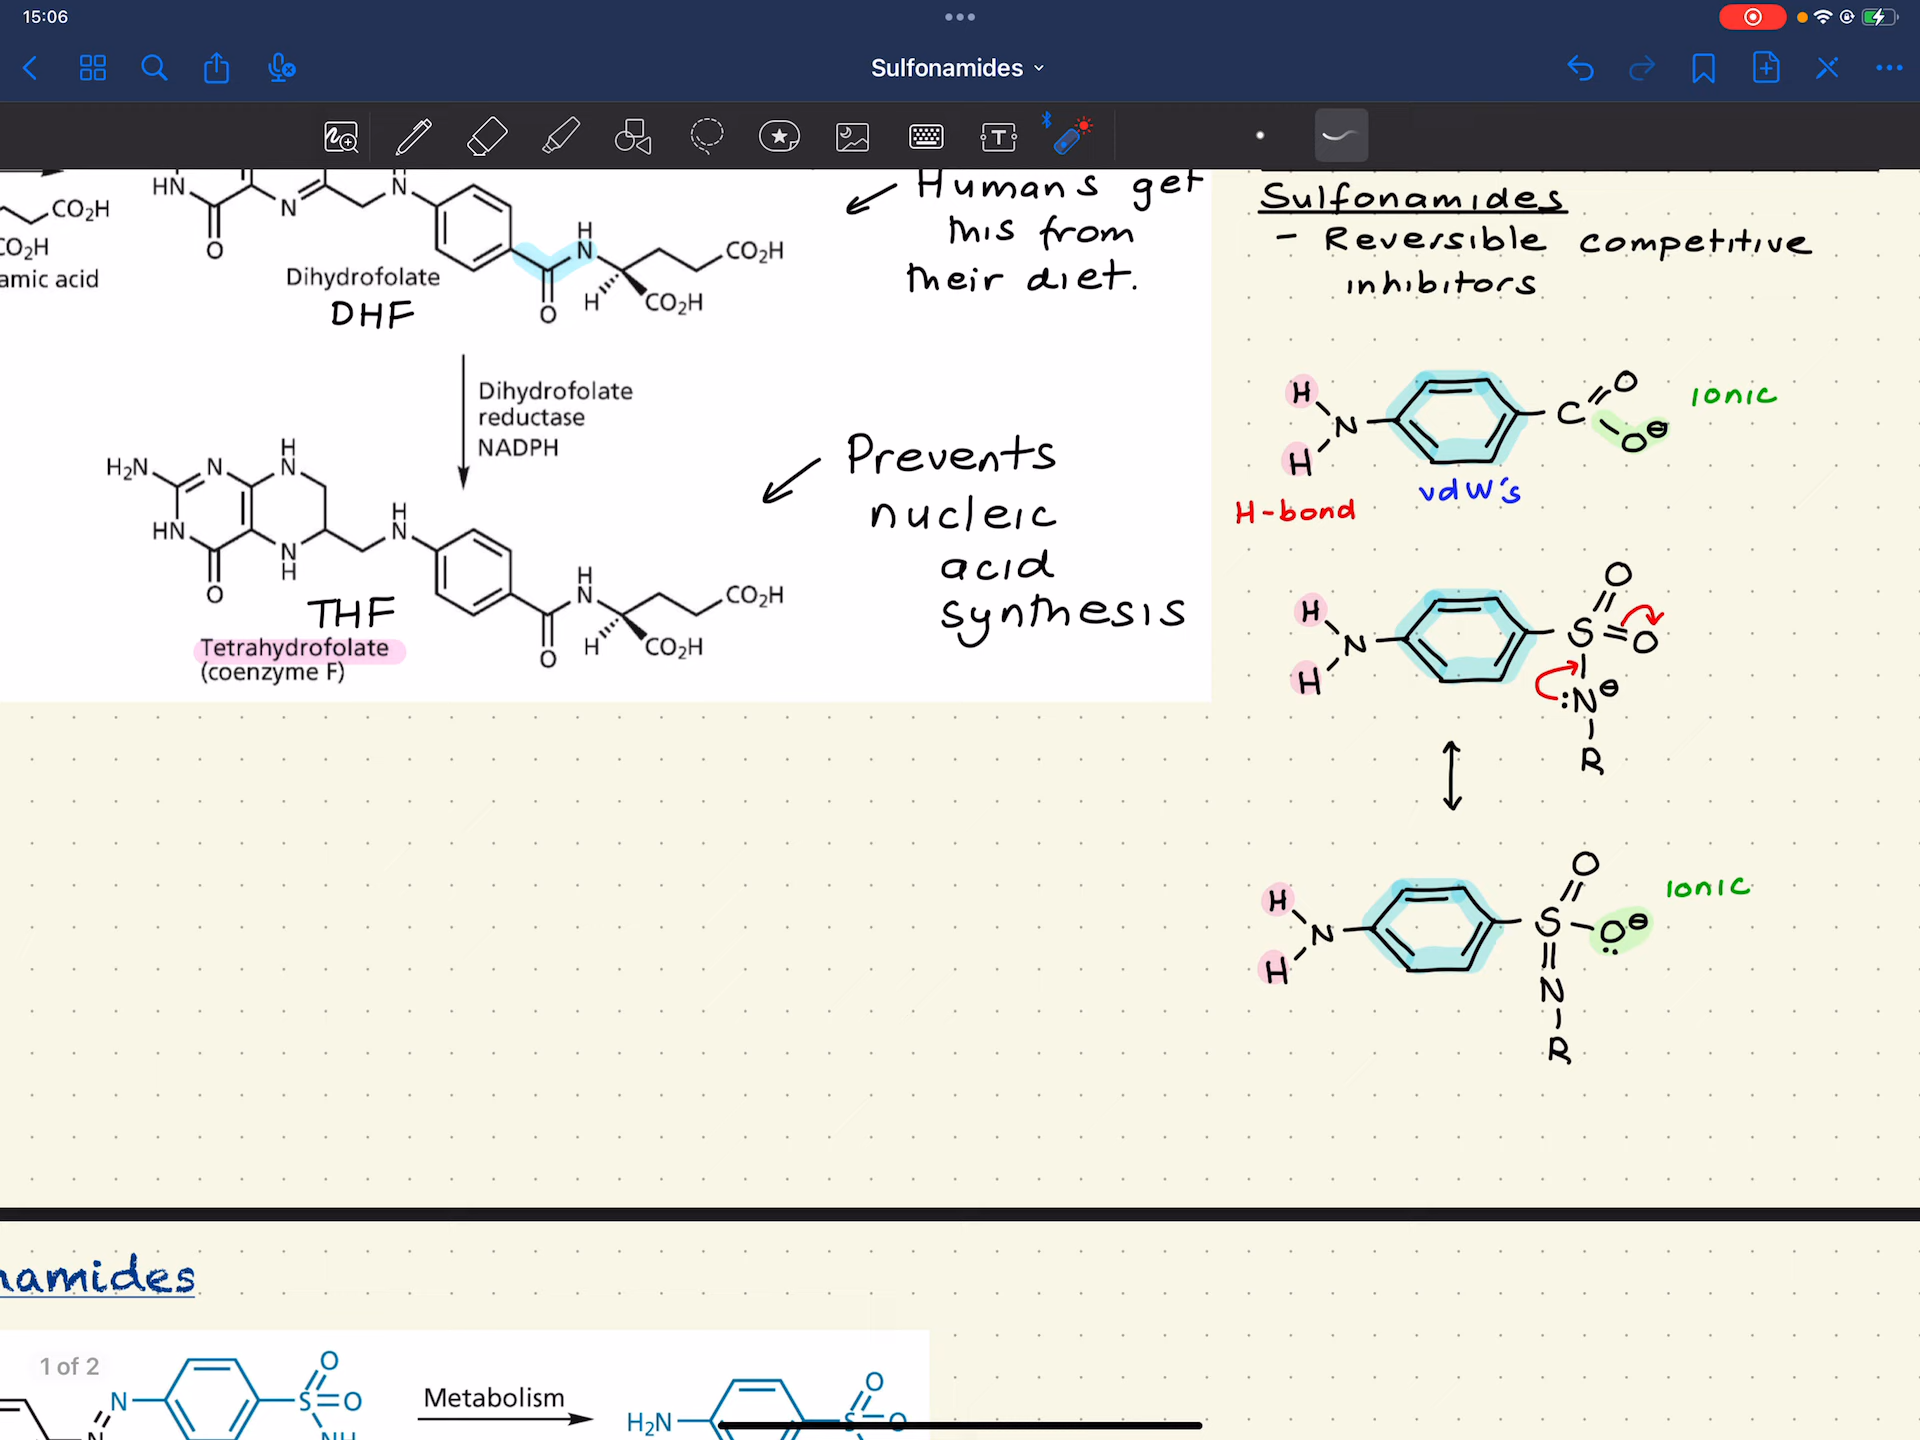 15:06
Sulfonamides
HN
N
H
N
CO2H
CO2H
amic acid
O
Dihydrofolate
DHF
H
N
CO2H
H
CO2H
O
Humans get
this from
their diet.
Dihydrofolate
reductase
NADPH
H2N
N
H
N
HN
N
H
O
H
N
THF
Tetrahydrofolate
(coenzyme F)
H
N
CO2H
O
H
CO2H
Prevents
nucleic
acid
synthesis
Sulfonamides
- Reversible competitive
inhibitors
H
N
H
C
O
O⊖
Ionic
H-bond
vdW's
H
N
H
O
S
O
:N⊖
R
H
N
H
O
S
O⊖
Ionic
N
R
namides
1 of 2
N
N
O
S=O
NH
Metabolism
H2N
O
S
O